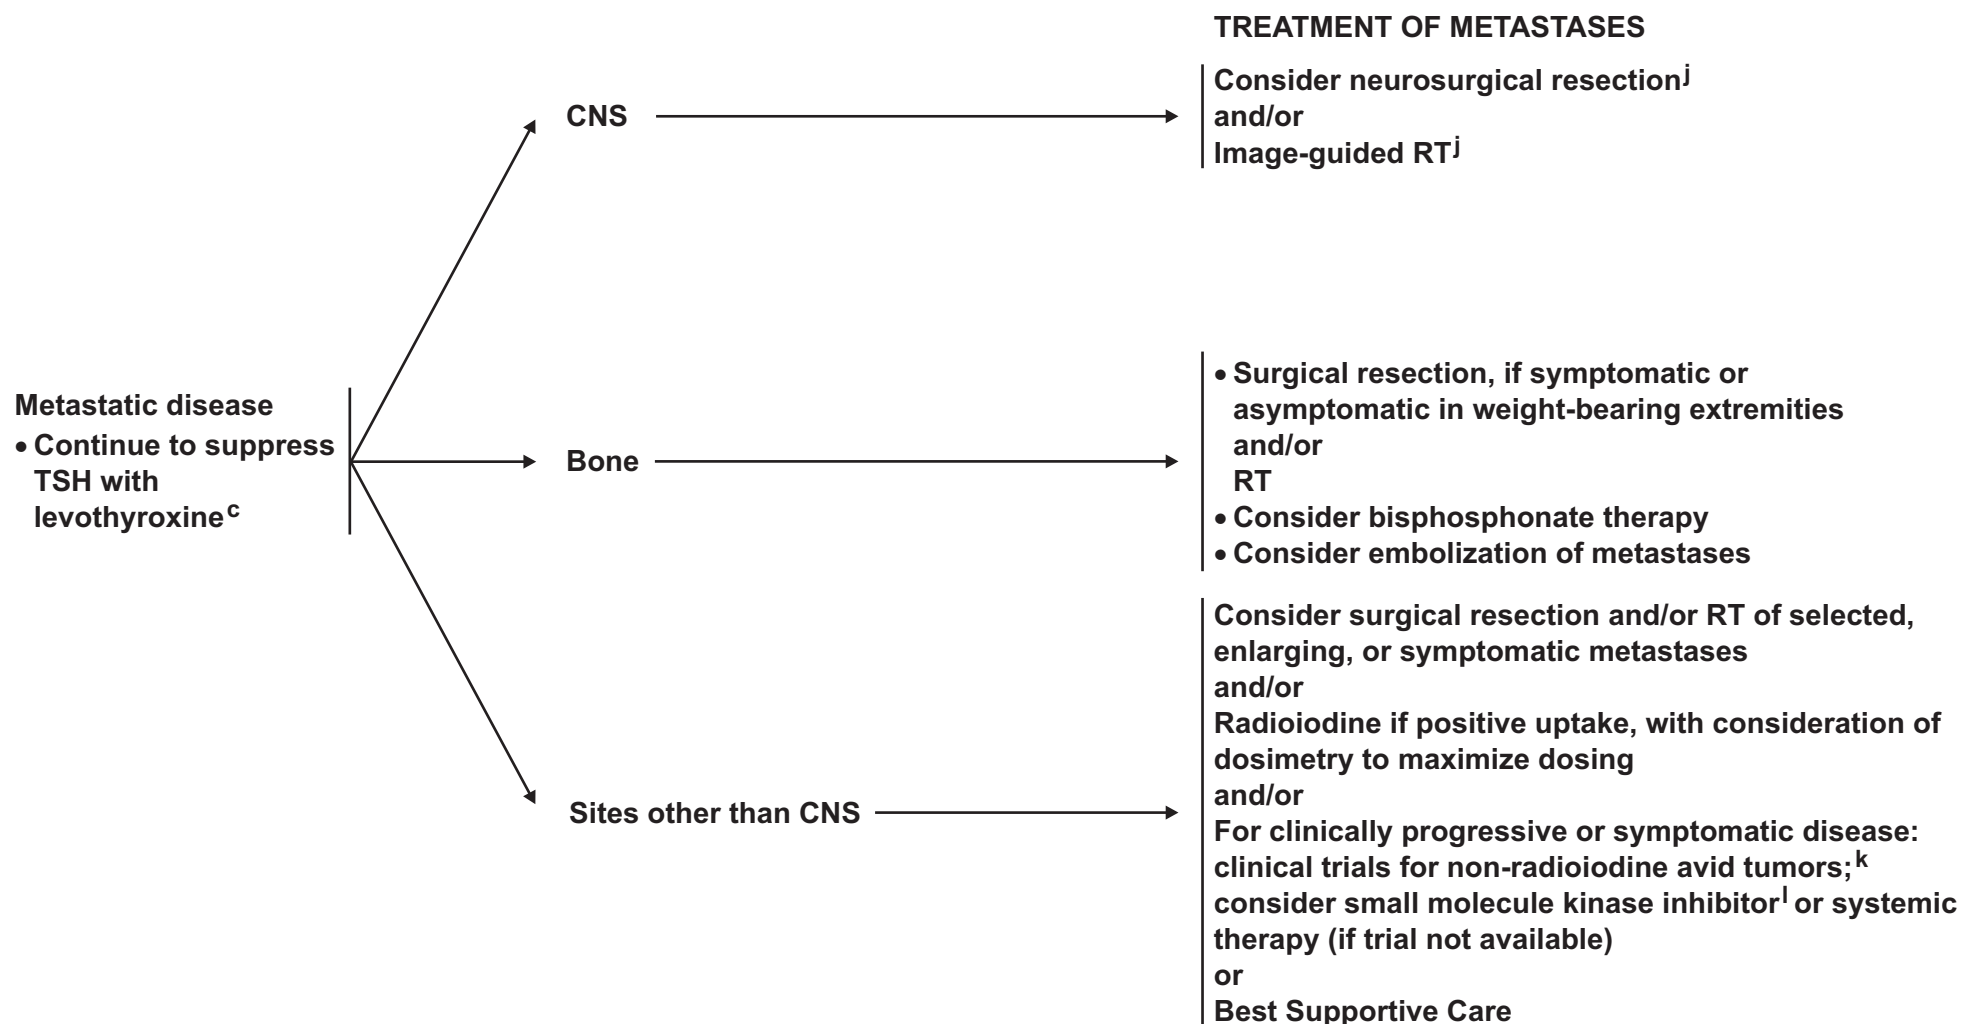 TREATMENT OF METASTASES
CNS
Consider neurosurgical resectionʲ
and/or
Image-guided RTʲ
Metastatic disease
• Continue to suppress
TSH with
levothyroxineᶜ
Bone
• Surgical resection, if symptomatic or
asymptomatic in weight-bearing extremities
and/or
RT
• Consider bisphosphonate therapy
• Consider embolization of metastases
Sites other than CNS
Consider surgical resection and/or RT of selected,
enlarging, or symptomatic metastases
and/or
Radioiodine if positive uptake, with consideration of
dosimetry to maximize dosing
and/or
For clinically progressive or symptomatic disease:
clinical trials for non-radioiodine avid tumors;ᵏ
consider small molecule kinase inhibitorˡ or systemic
therapy (if trial not available)
or
Best Supportive Care